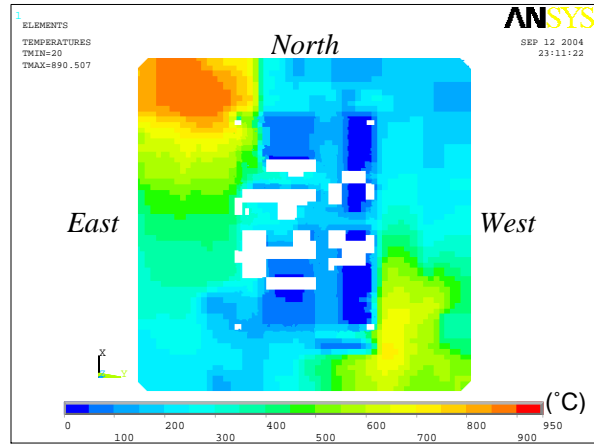 1
ELEMENTS
TEMPERATURES
TMIN=20
TMAX=890.507
ANSYS
SEP 12 2004
23:11:22
North
East
West
X
Z Y
(°C)
0 200 400 600 800 950
100 300 500 700 900